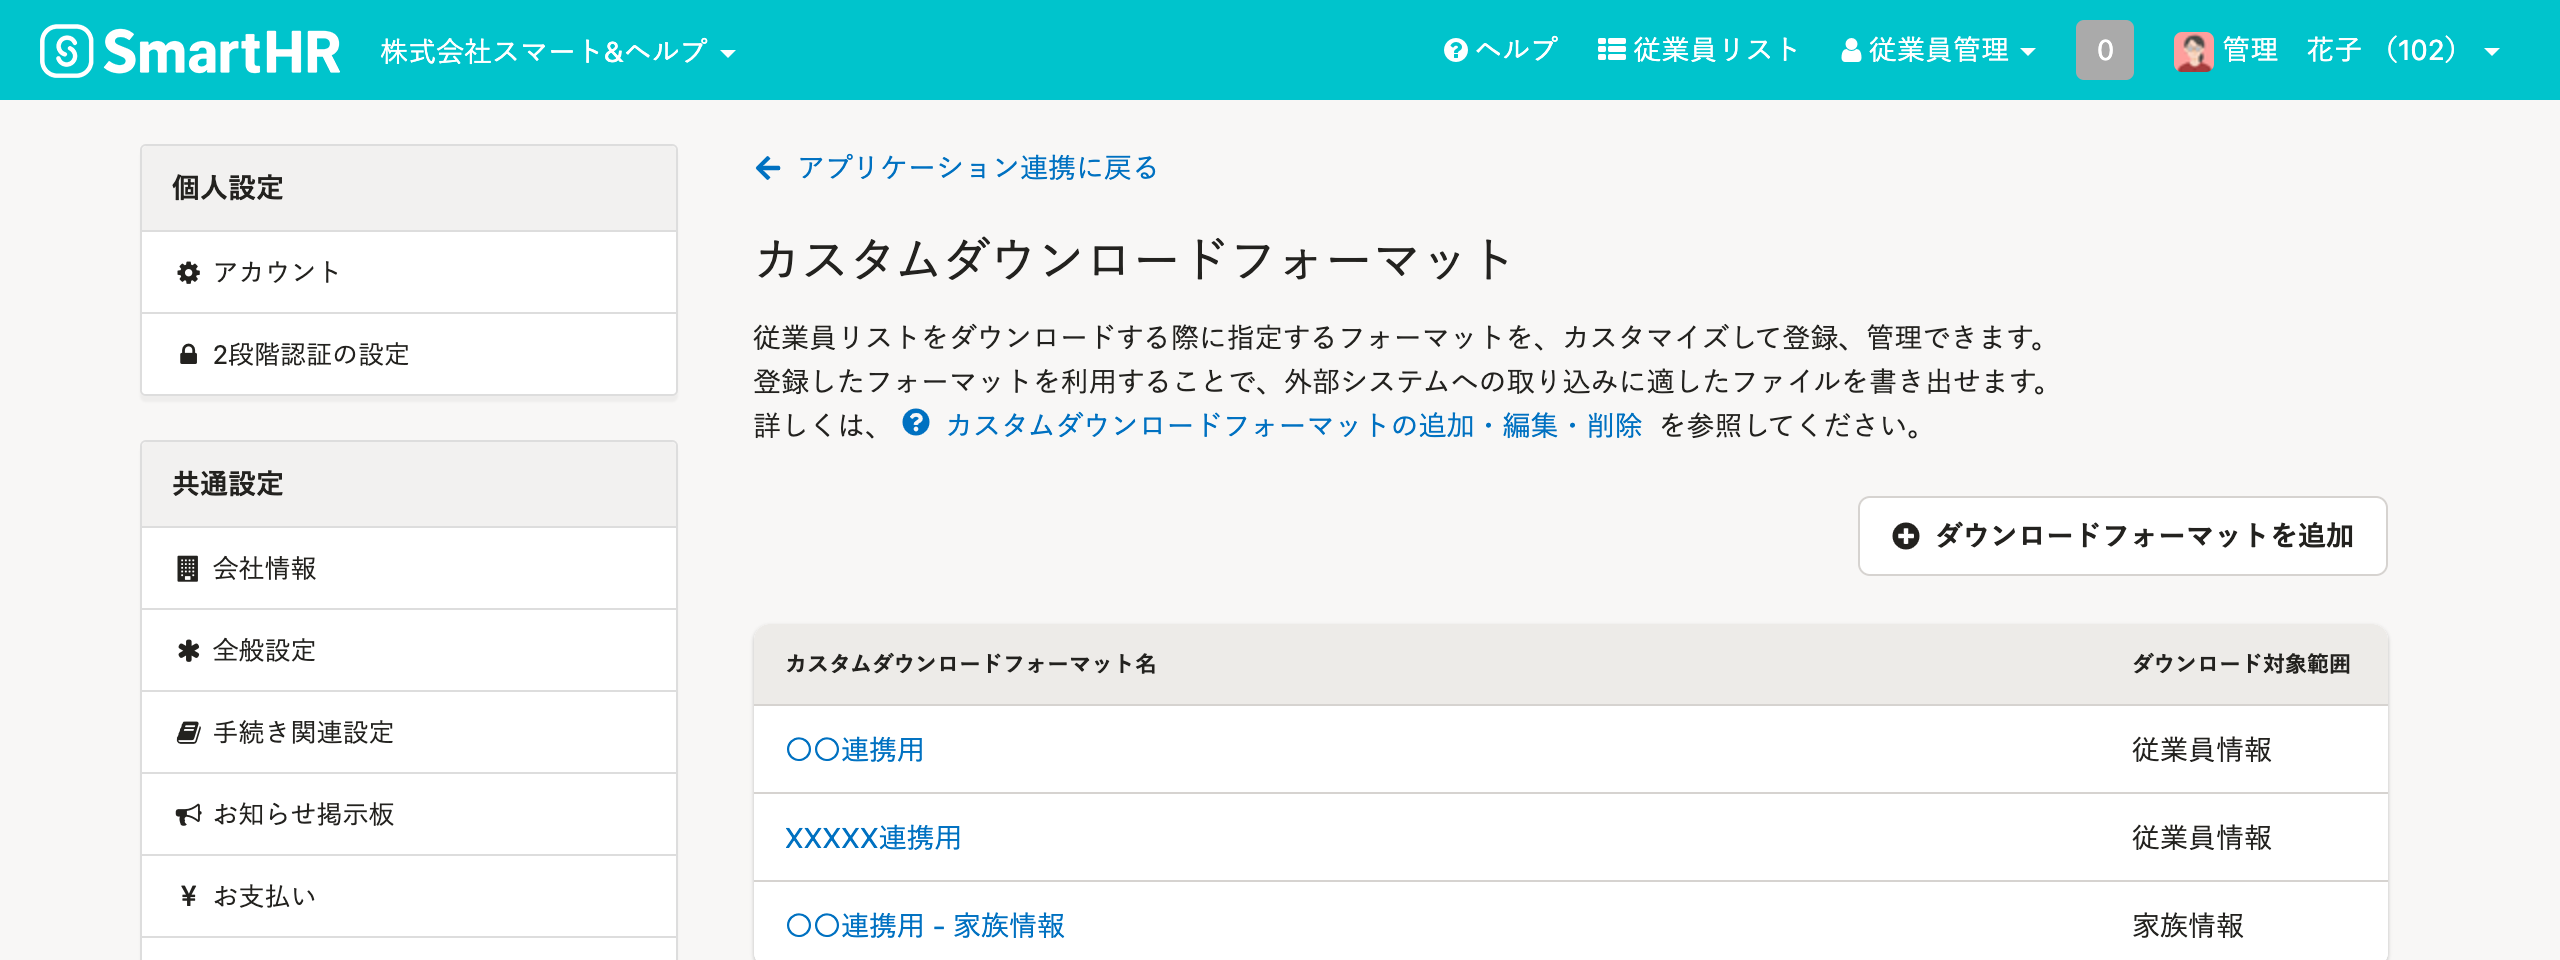 SmartHR 株式会社スマート&ヘルプ ヘルプ 従業員リスト 従業員管理 0 管理 花子 （102）
個人設定
アカウント
2段階認証の設定
共通設定
会社情報
全般設定
手続き関連設定
お知らせ掲示板
¥ お支払い
アプリケーション連携に戻る
カスタムダウンロードフォーマット
従業員リストをダウンロードする際に指定するフォーマットを、カスタマイズして登録、管理できます。
登録したフォーマットを利用することで、外部システムへの取り込みに適したファイルを書き出せます。
詳しくは、 カスタムダウンロードフォーマットの追加・編集・削除 を参照してください。
ダウンロードフォーマットを追加
カスタムダウンロードフォーマット名 ダウンロード対象範囲
〇〇連携用 従業員情報
XXXXX連携用 従業員情報
〇〇連携用 - 家族情報 家族情報